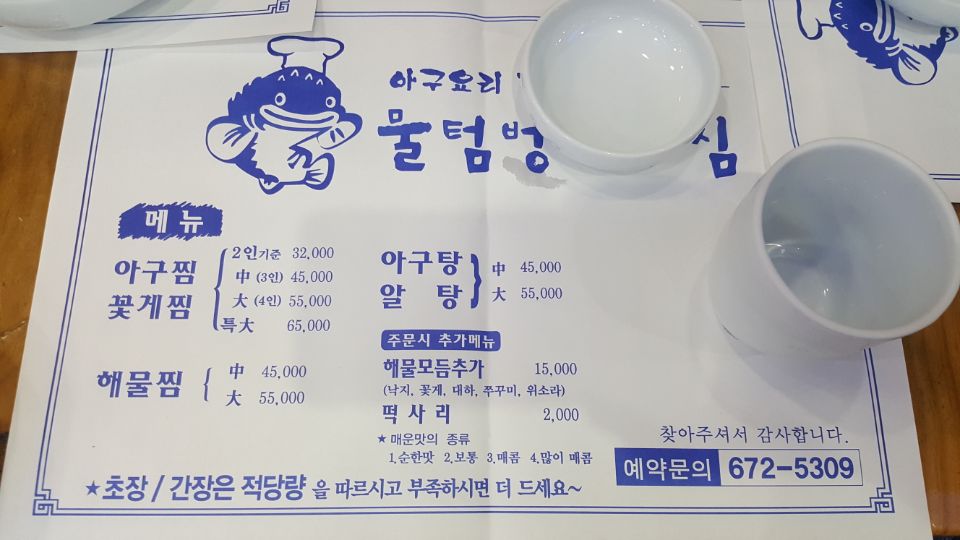 아구요리
물텀벙 심
메뉴
아구찜
꽃게찜
2인기준 32,000
中 (3인) 45,000
大 (4인) 55,000
특大 65,000
해물찜
中 45,000
大 55,000
아구탕
알 탕
中 45,000
大 55,000
주문시 추가메뉴
해물모듬추가 15,000
(낙지, 꽃게, 대하, 쭈꾸미, 위소라)
떡사리 2,000
★ 매운맛의 종류
1.순한맛 2.보통 3.매콤 4.많이 매콤
찾아주셔서 감사합니다.
예약문의 672-5309
★초장 / 간장은 적당량 을 따르시고 부족하시면 더 드세요~